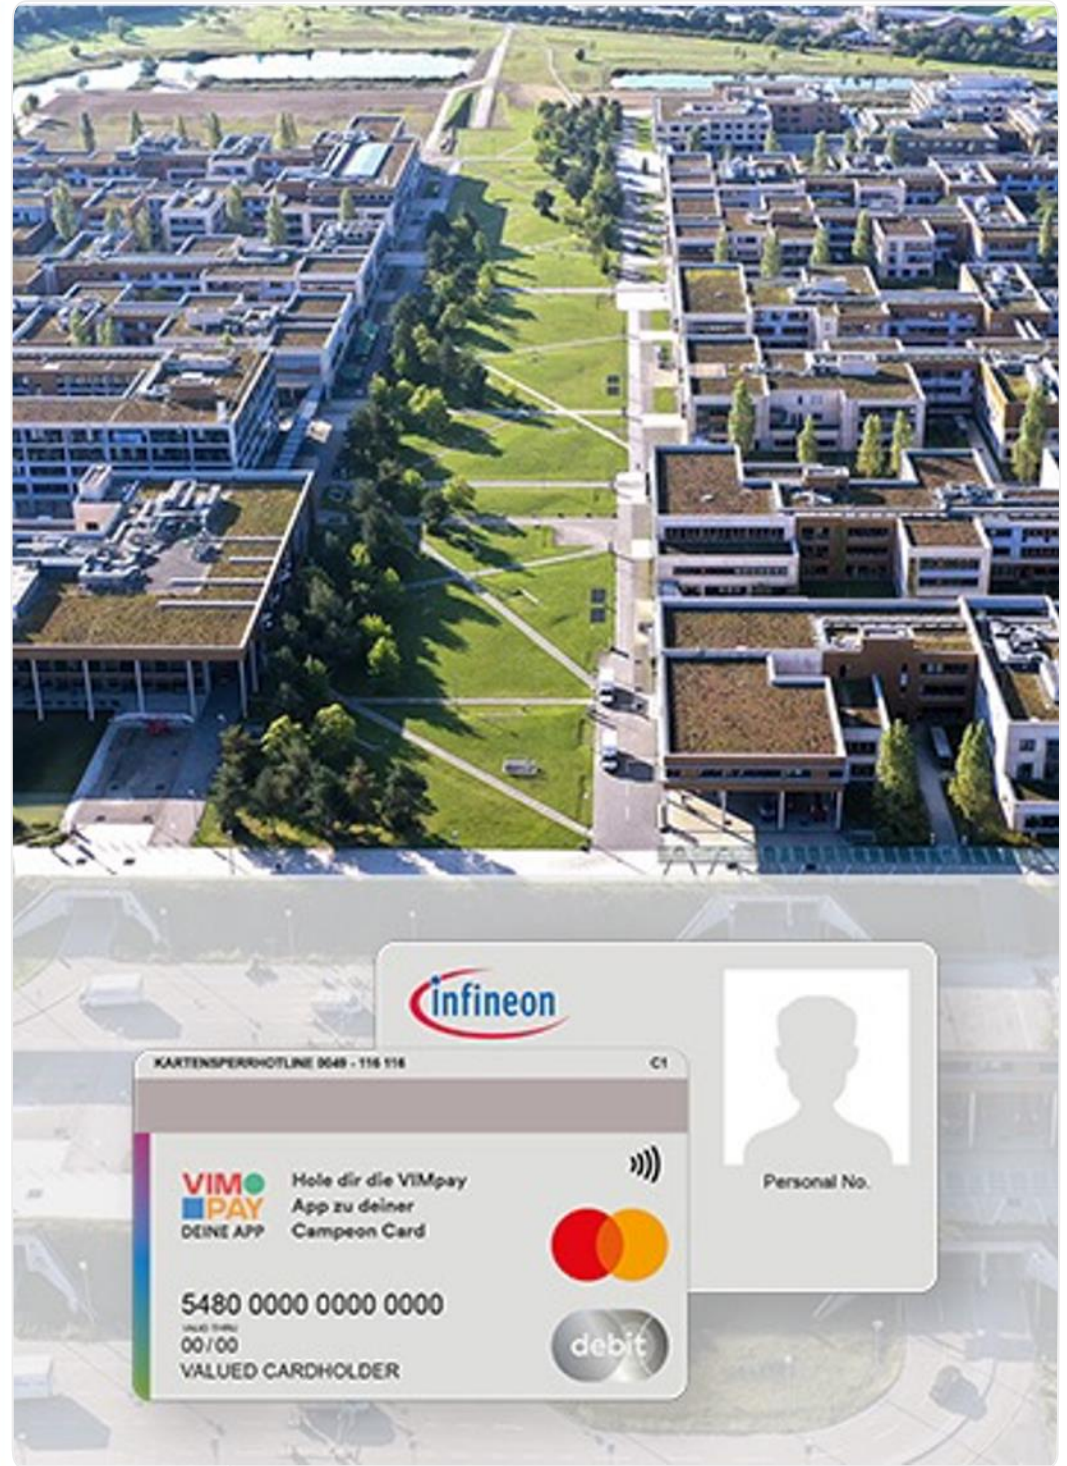 infineon
Personal No.
KARTENSPERRHOTLINE 0049 - 116 116
C1
VIMO
PAY
DEINE APP
Hole dir die VIMpay
App zu deiner
Campeon Card
5480 0000 0000 0000
VALID THRU
00/00
VALUED CARDHOLDER
debit